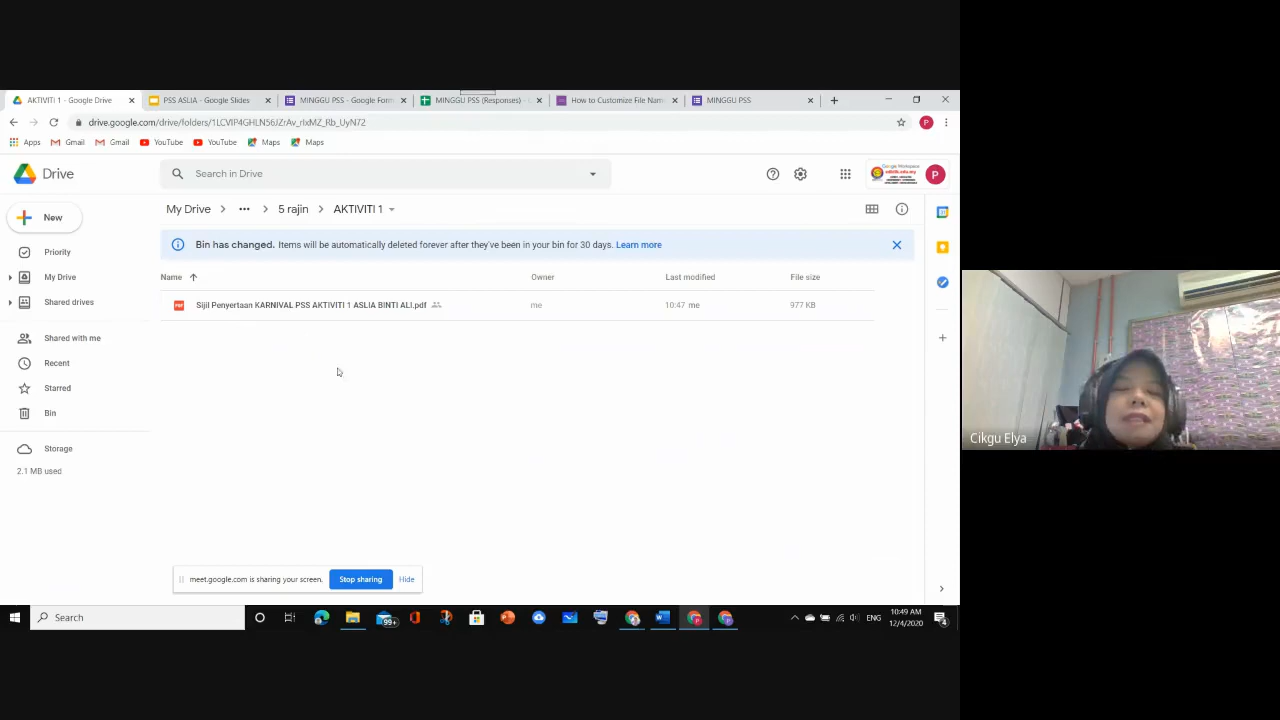 AKTIVITI 1 - Google Drive
PSS ASLIA - Google Slides
MINGGU PSS - Google Form
MINGGU PSS (Responses) -
How to Customize File Nam
MINGGU PSS
drive.google.com/drive/folders/1LCVIP4GHLN56JZrAv_rIxMZ_Rb_UyN72
Apps Gmail Gmail YouTube YouTube Maps Maps
Drive
Search in Drive
P
P
New
My Drive ••• 5 rajin AKTIVITI 1
Bin has changed. Items will be automatically deleted forever after they've been in your bin for 30 days. Learn more
Priority
My Drive
Shared drives
Shared with me
Recent
Starred
Bin
Storage
2.1 MB used
Name Owner Last modified File size
Sijil Penyertaan KARNIVAL PSS AKTIVITI 1 ASLIA BINTI ALI.pdf me 10:47 me 977 KB
meet.google.com is sharing your screen. Stop sharing Hide
Search
99+
ENG
10:49 AM
12/4/2020
4
Cikgu Elya